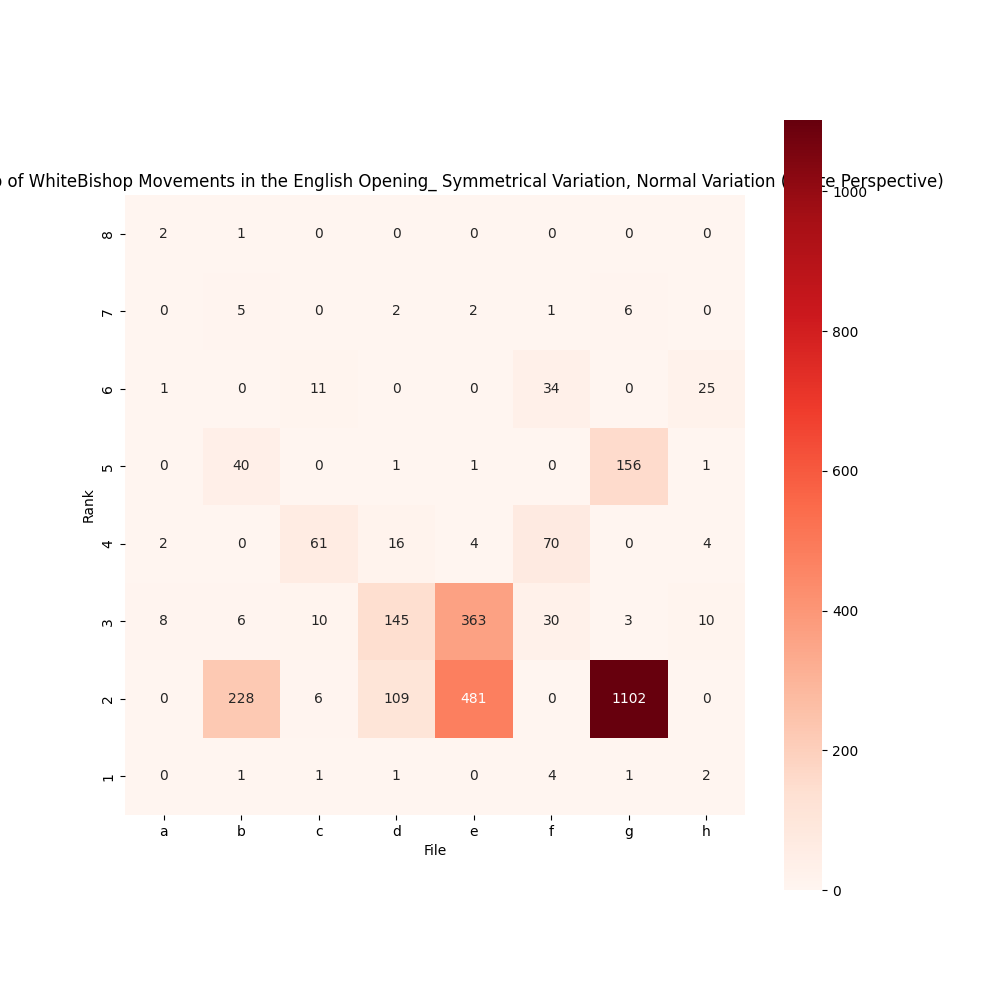 of WhiteBishop Movements in the English Opening_ Symmetrical Variation, Normal Variation ( Perspective)
1000
8 2 1 0 0 0 0 0 0
7 0 5 0 2 2 1 6 0
800
6 1 0 11 0 0 34 0 25
600
5 0 40 0 1 1 0 156 1
Rank
4 2 0 61 16 4 70 0 4
400
3 8 6 10 145 363 30 3 10
2 0 228 6 109 481 0 1102 0
200
1 0 1 1 1 0 4 1 2
a b c d e f g h
File
0